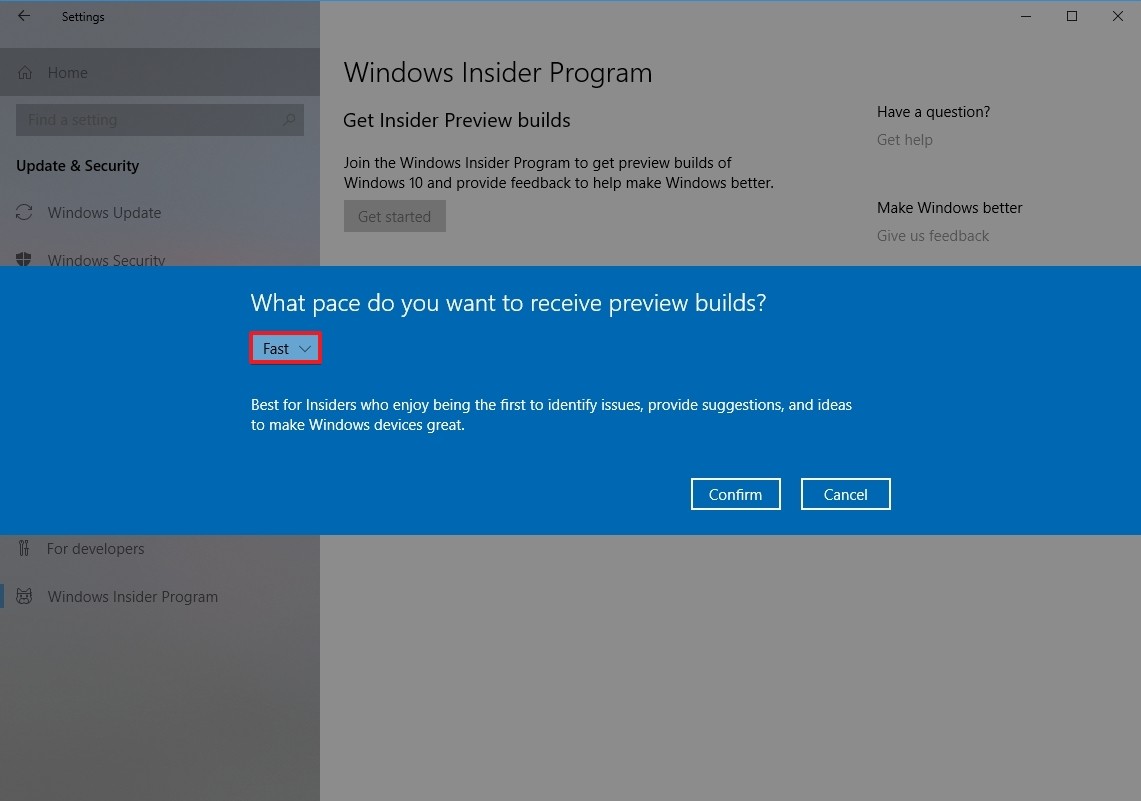 Settings
Home
Find a setting
Update & Security
Windows Update
Windows Security
For developers
Windows Insider Program
Windows Insider Program
Get Insider Preview builds
Join the Windows Insider Program to get preview builds of
Windows 10 and provide feedback to help make Windows better.
Get started
Have a question?
Get help
Make Windows better
Give us feedback
What pace do you want to receive preview builds?
Fast
Best for Insiders who enjoy being the first to identify issues, provide suggestions, and ideas
to make Windows devices great.
Confirm
Cancel